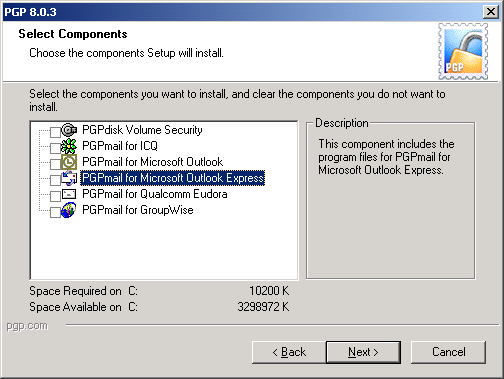 PGP 8.0.3
Select Components
Choose the components Setup will install.
PGP
Select the components you want to install, and clear the components you do not want to
install.
PGPdisk Volume Security
PGPmail for ICQ
PGPmail for Microsoft Outlook
PGPmail for Microsoft Outlook Express
PGPmail for Qualcomm Eudora
PGPmail for GroupWise
Description
This component includes the
program files for PGPmail for
Microsoft Outlook Express.
Space Required on C: 10200 K
Space Available on C: 3298972 K
pgp.com
< Back
Next >
Cancel